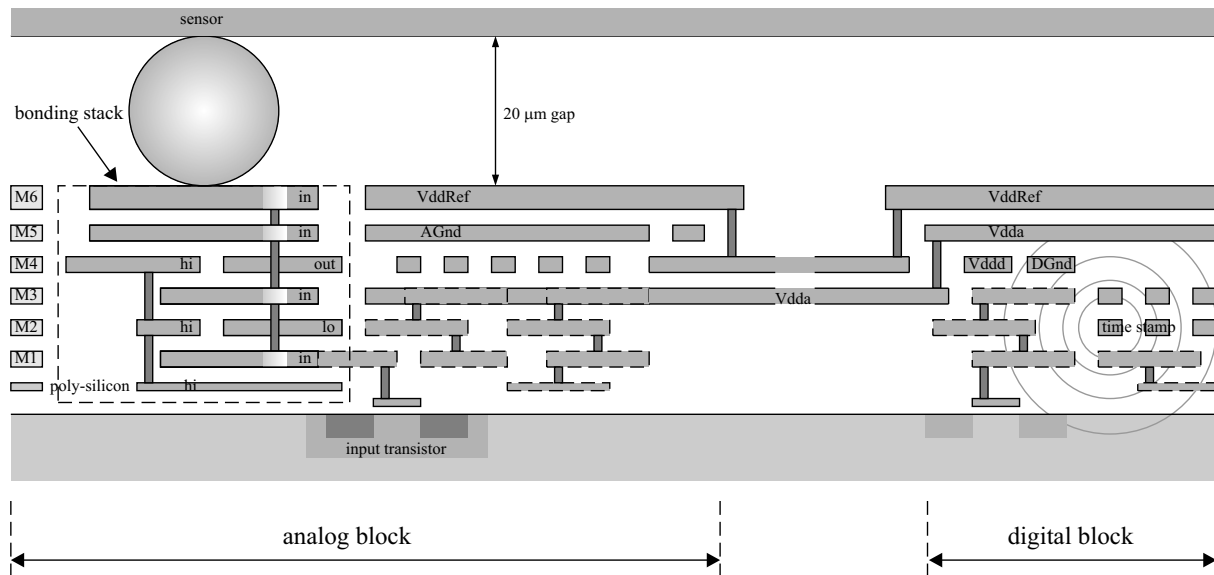 sensor
bonding stack
20 μm gap
M6
in
VddRef
VddRef
M5
in
AGnd
Vdda
M4
hi
out
Vddd
DGnd
M3
in
Vdda
M2
hi
lo
time stamp
M1
in
poly-silicon
hi
input transistor
analog block
digital block